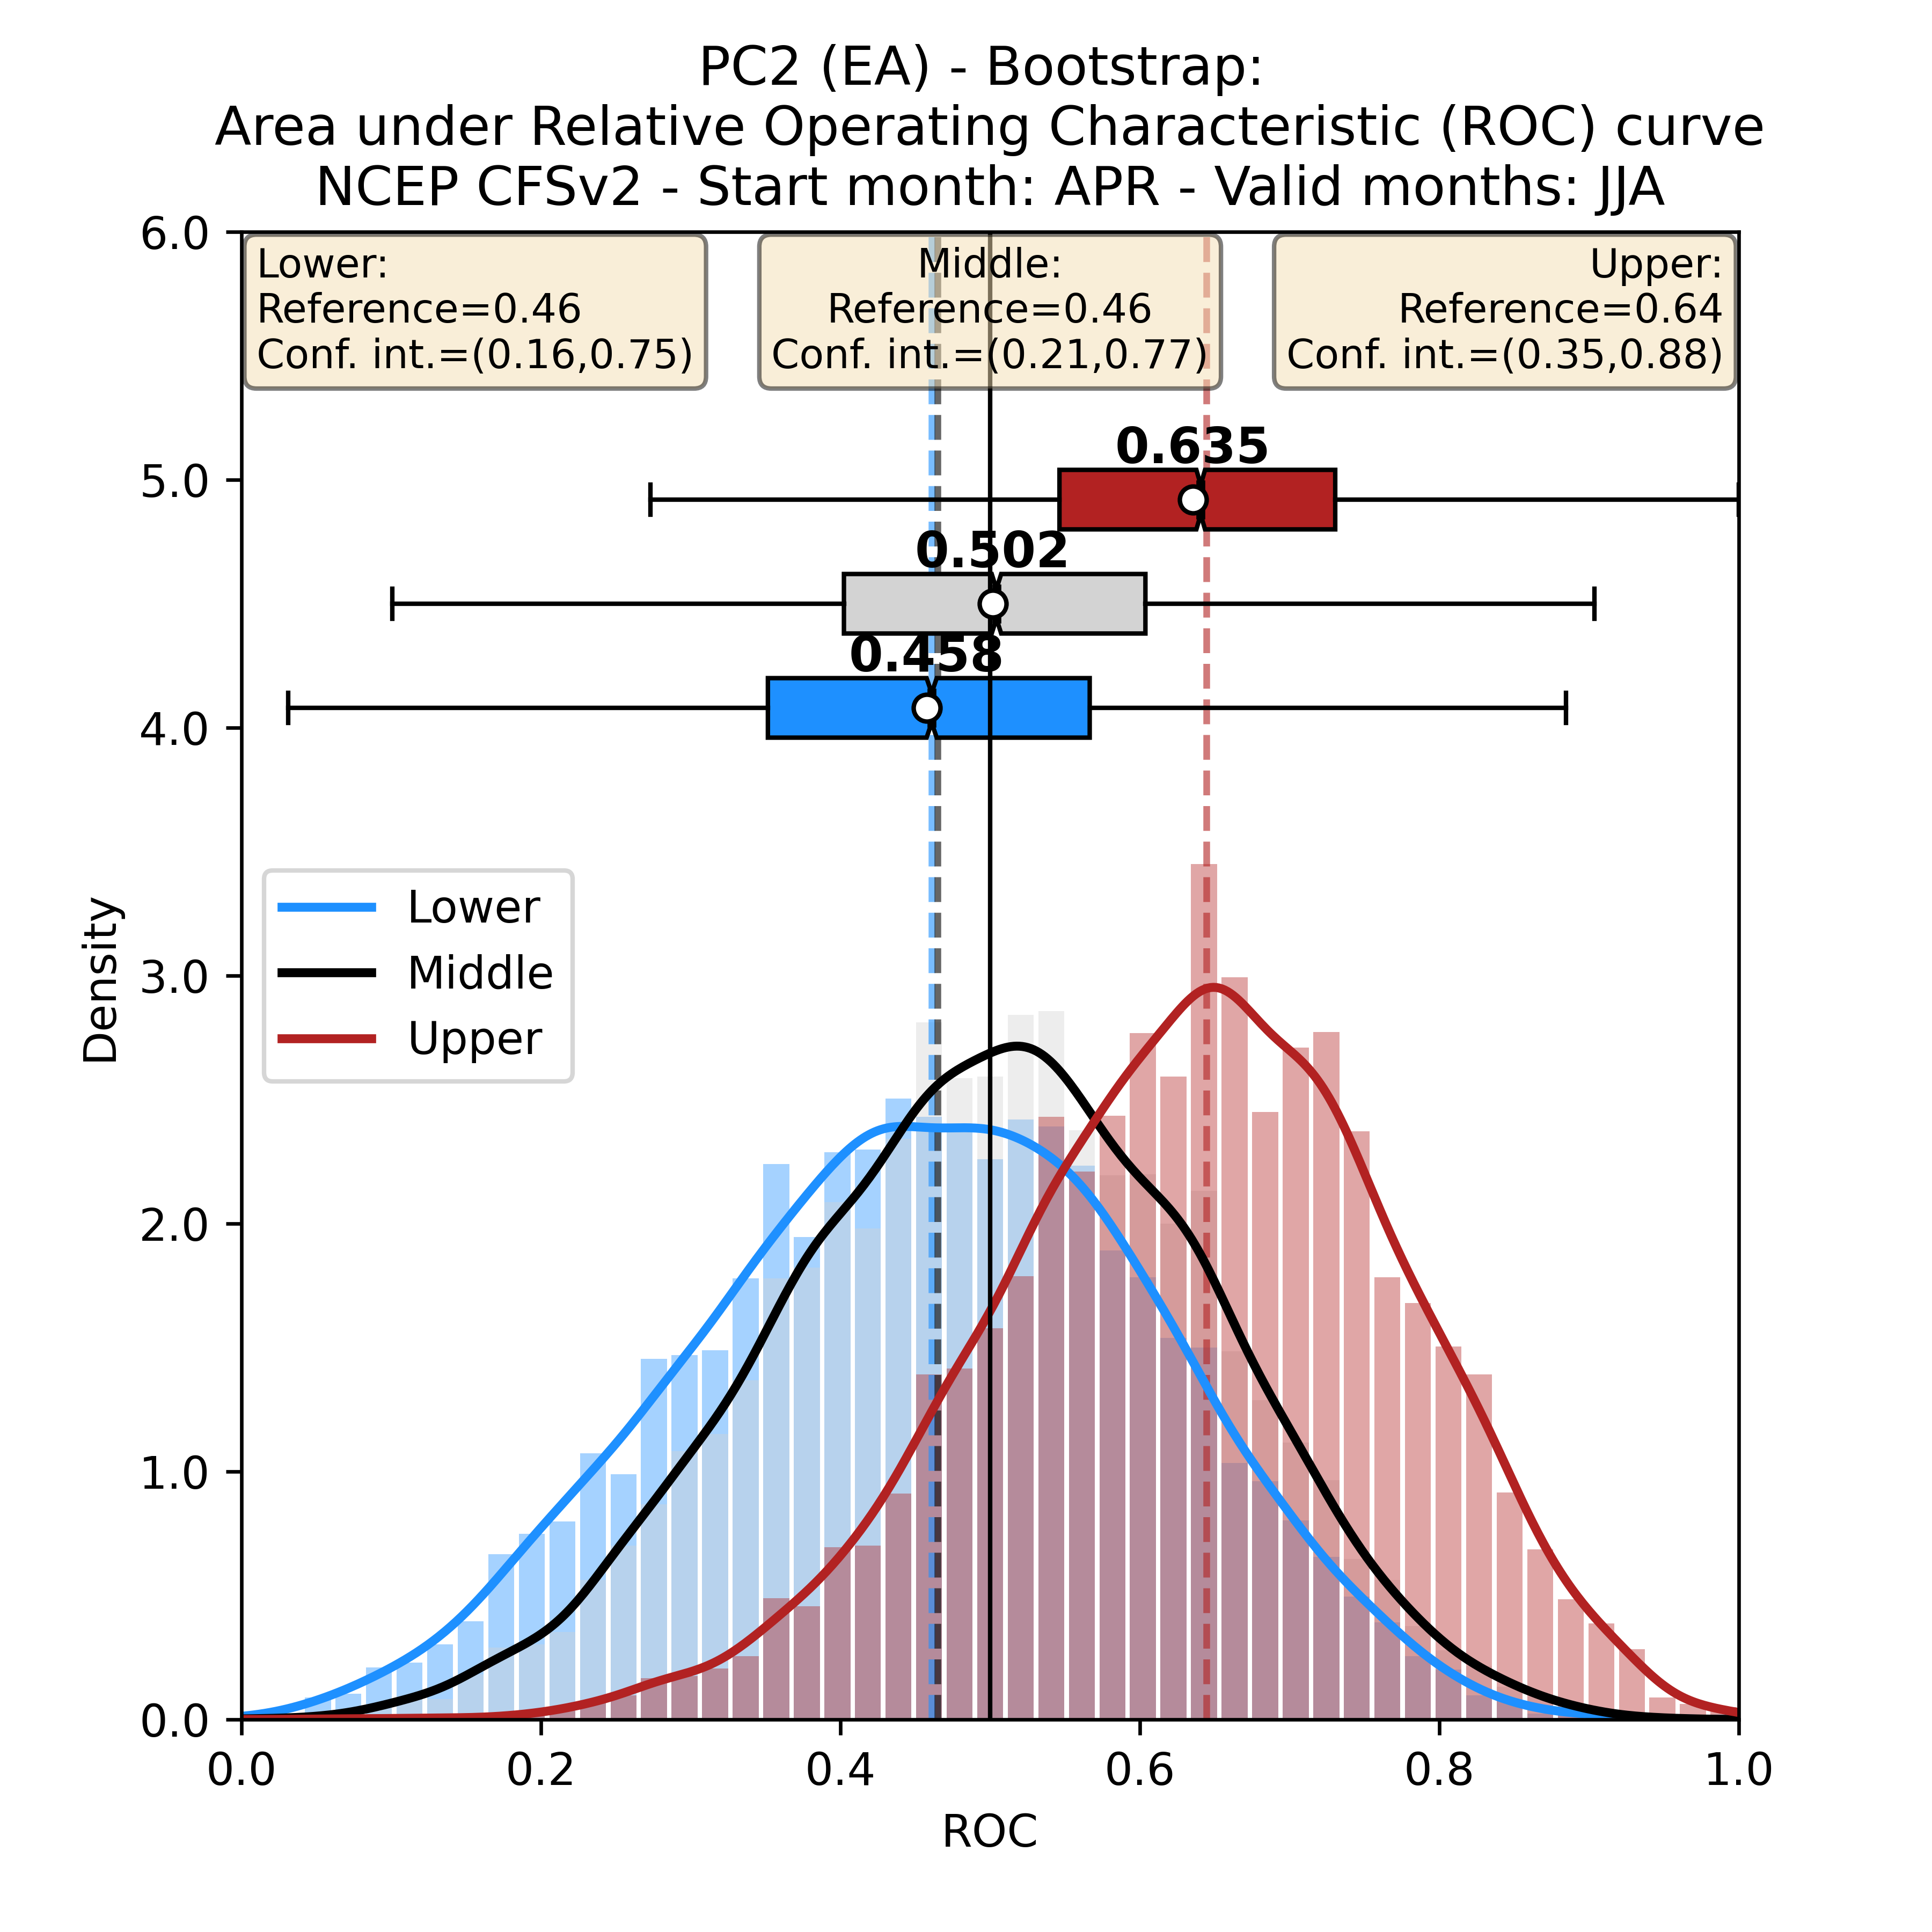 PC2 (EA) - Bootstrap:
Area under Relative Operating Characteristic (ROC) curve
NCEP CFSv2 - Start month: APR - Valid months: JJA
6.0
5.0
4.0
3.0
2.0
1.0
0.0
Density
Lower:
Reference=0.46
Conf. int.=(0.16,0.75)
Middle:
Reference=0.46
Conf. int.=(0.21,0.77)
Upper:
Reference=0.64
Conf. int.=(0.35,0.88)
0.635
0.502
0.458
Lower
Middle
Upper
0.0
0.2
0.4
0.6
0.8
1.0
ROC